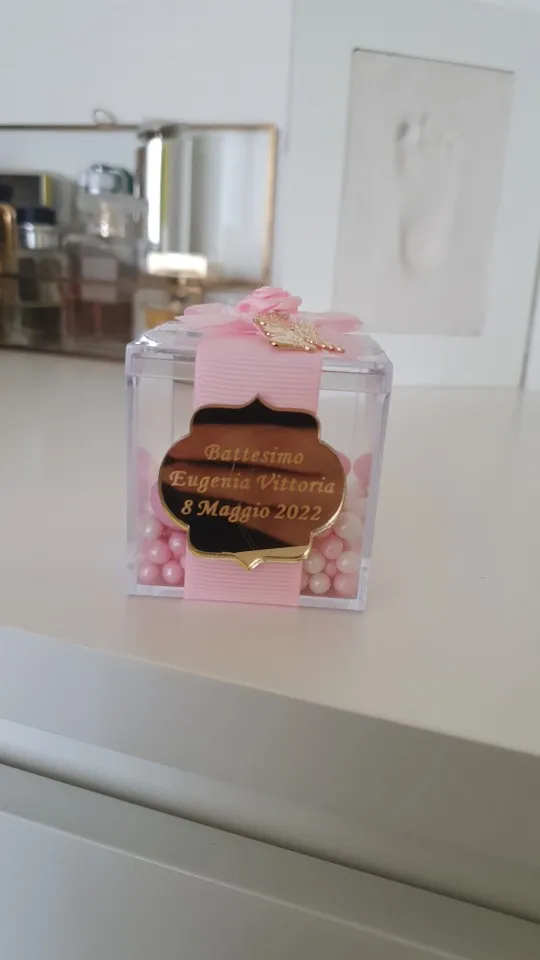 Battesimo
Eugenia Vittoria
8 Maggio 2022